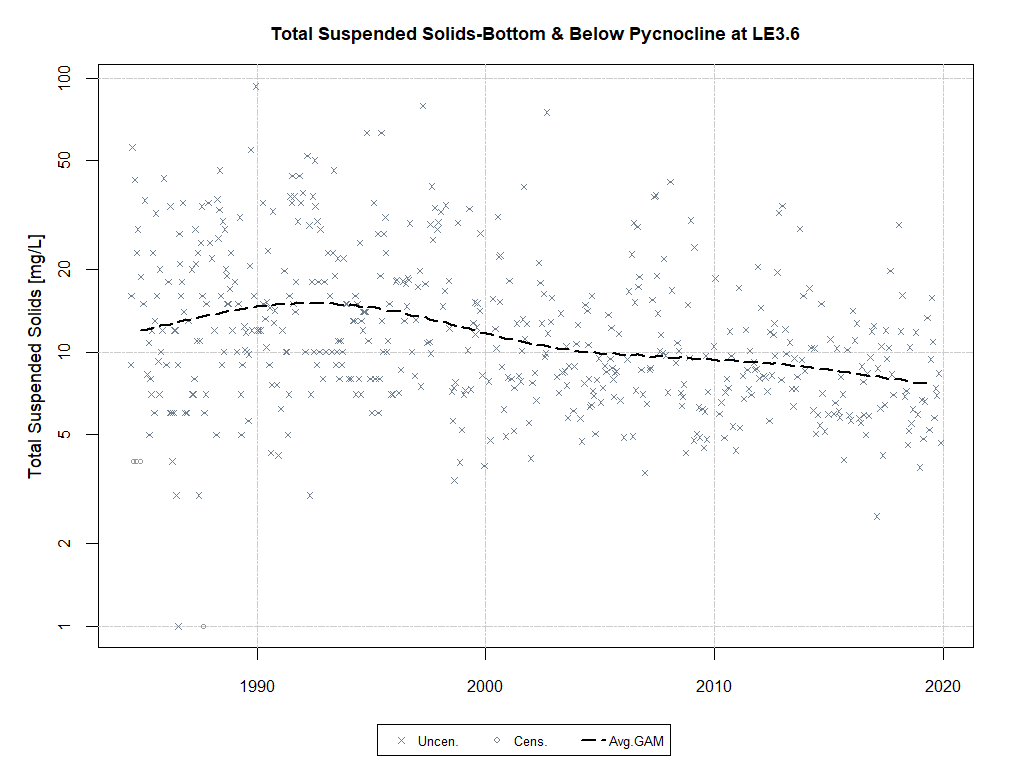 Total Suspended Solids-Bottom & Below Pycnocline at LE3.6
Total Suspended Solids [mg/L]
100
50
20
10
5
2
1
1990 2000 2010 2020
Uncen. Cens. Avg.GAM